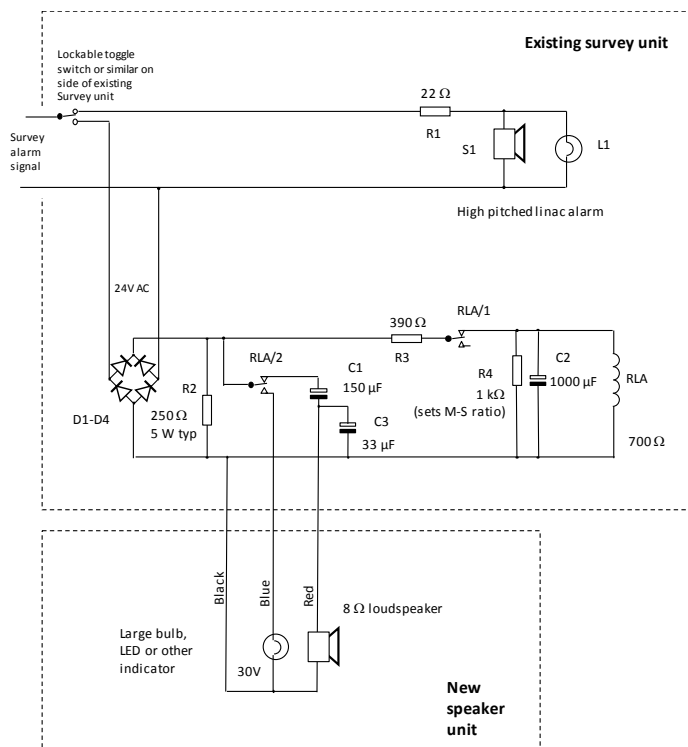 Existing survey unit
Lockable toggle
switch or similar on
side of existing
Survey unit
Survey
alarm
signal
22 Ω
R1
S1
L1
High pitched linac alarm
24V AC
D1-D4
R2
250 Ω
5 W typ
RLA/2
C1
150 µF
C3
33 µF
390 Ω
R3
RLA/1
R4
1 kΩ
(sets M-S ratio)
C2
1000 µF
RLA
700 Ω
Black
Blue
Red
8 Ω loudspeaker
Large bulb,
LED or other
indicator
30V
New
speaker
unit